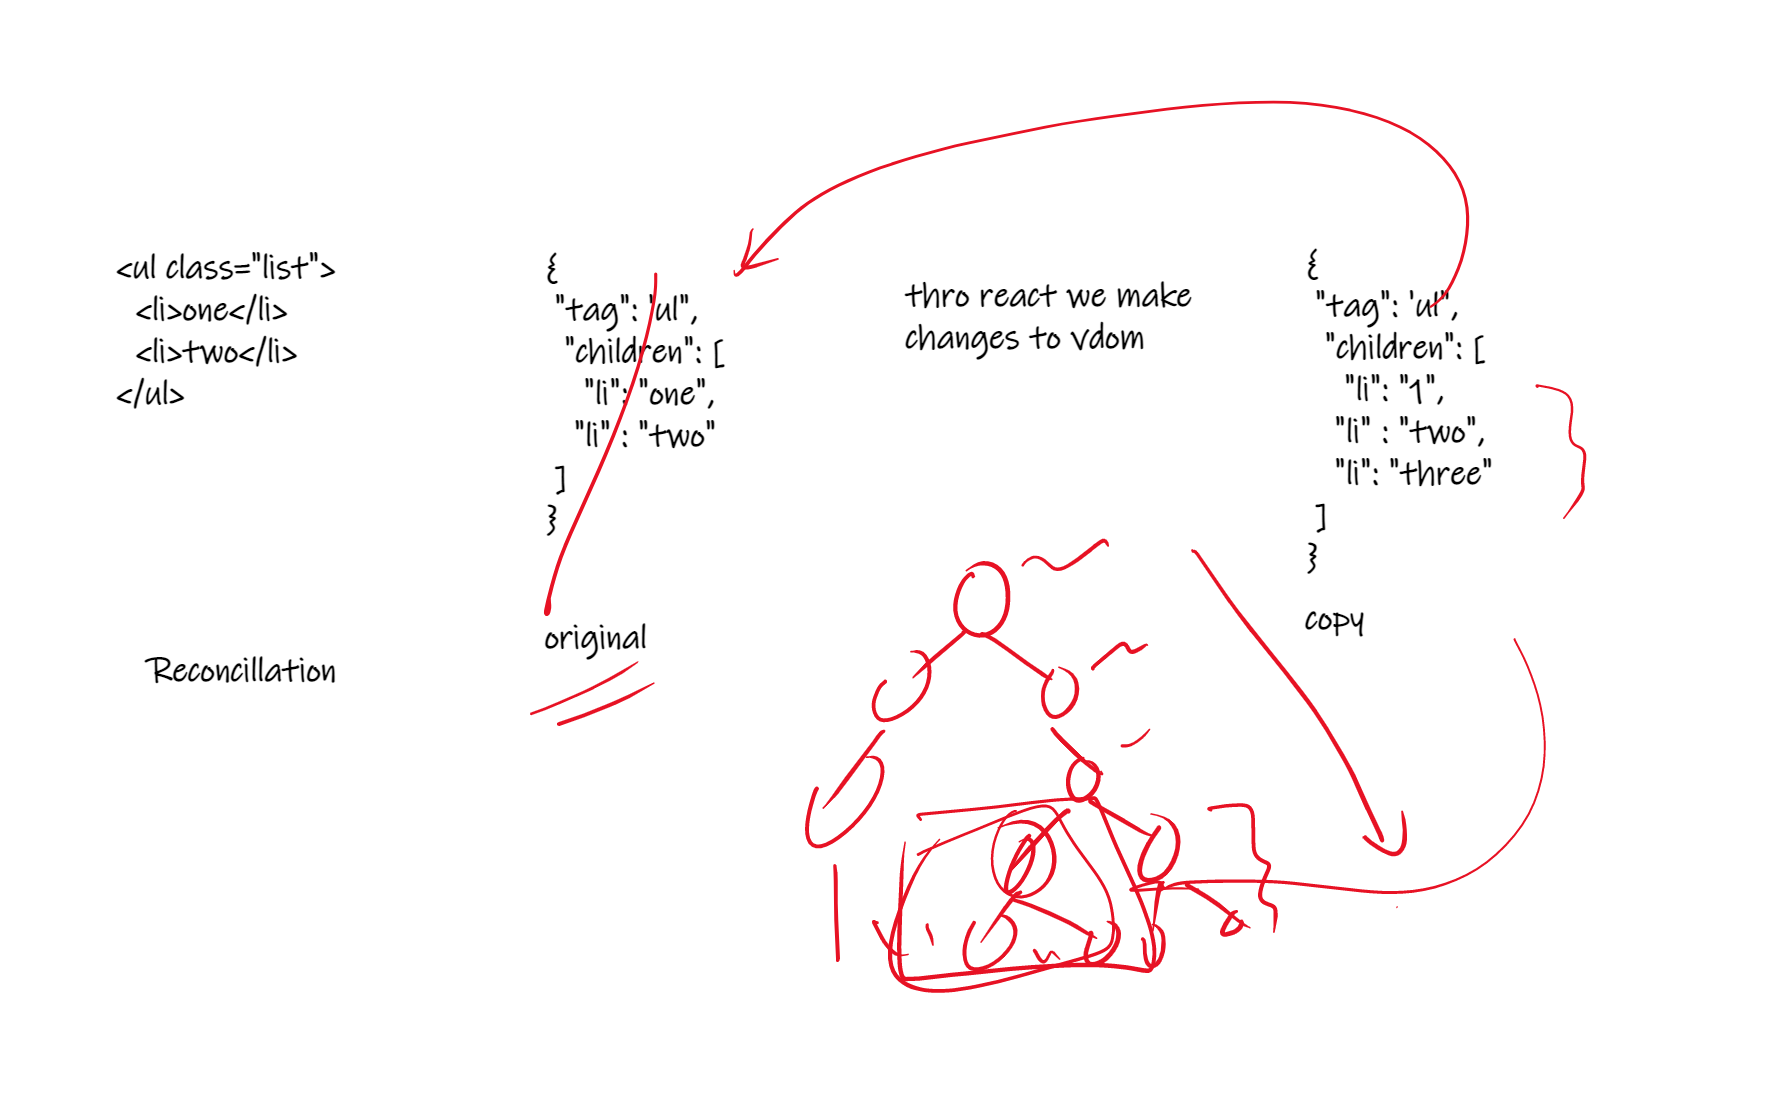 <ul class="list">
<li>one</li>
<li>two</li>
</ul>
{
"tag": 'ul",
"children": [
"li": "one",
"li" : "two"
]
}
original
Reconcillation
thro react we make
changes to vdom
{
"tag": 'ul",
"children": [
"li": "1",
"li" : "two",
"li": "three"
]
}
copy